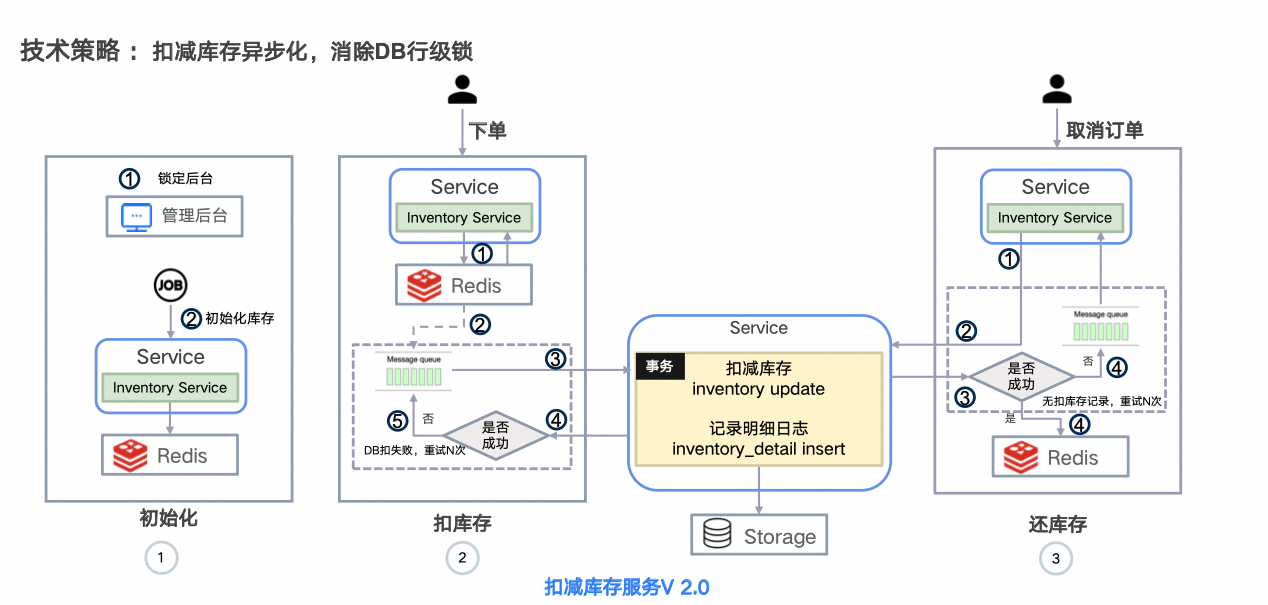 技术策略 ：扣减库存异步化，消除DB行级锁
① 锁定后台
管理后台
JOB
② 初始化库存
Service
Inventory Service
Redis
初始化
1
下单
Service
Inventory Service
①
Redis
②
Message queue
③
⑤
否
是否
成功
④
DB扣失败，重试N次
扣库存
2
Service
事务
扣减库存
inventory update
记录明细日志
inventory_detail insert
Storage
取消订单
Service
Inventory Service
①
Message queue
②
是否
成功
否
④
③
无扣库存记录，重试N次
是
④
Redis
还库存
3
扣减库存服务V 2.0